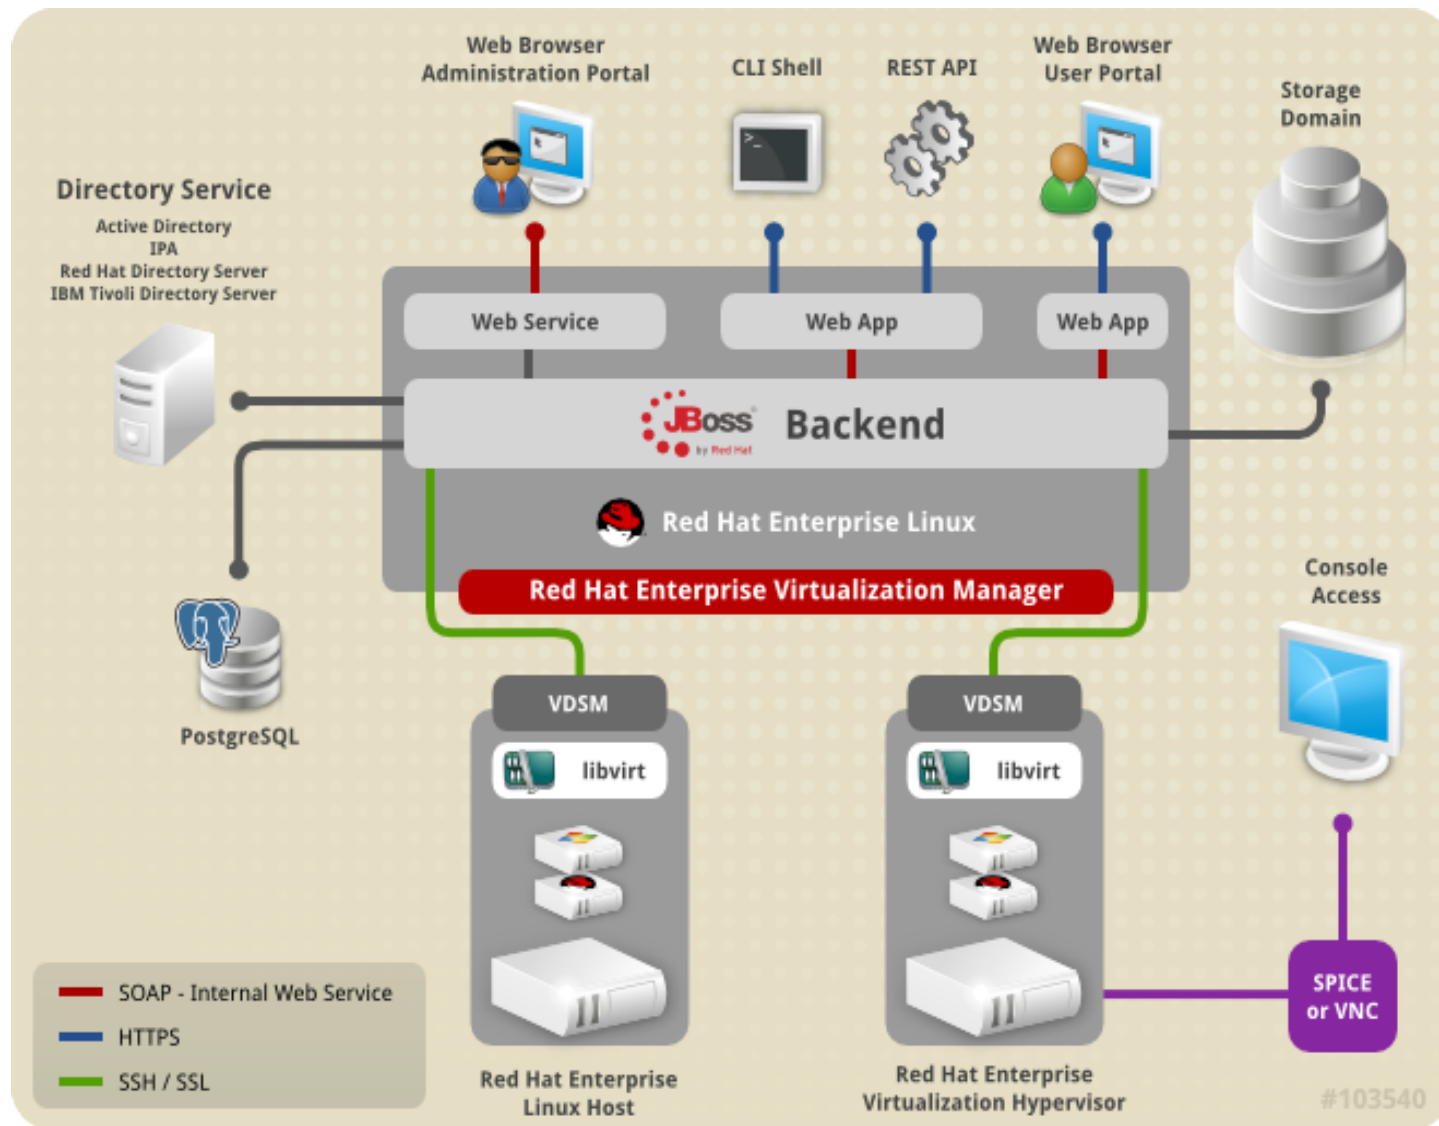 Web Browser
Administration Portal
CLI Shell
REST API
Web Browser
User Portal
Storage
Domain
Directory Service
Active Directory
IPA
Red Hat Directory Server
IBM Tivoli Directory Server
>_
Web Service
Web App
Web App
JBoss
by Red Hat
Backend
Red Hat Enterprise Linux
Red Hat Enterprise Virtualization Manager
Console
Access
PostgreSQL
VDSM
libvirt
VDSM
libvirt
SPICE
or VNC
SOAP - Internal Web Service
HTTPS
SSH / SSL
Red Hat Enterprise
Linux Host
Red Hat Enterprise
Virtualization Hypervisor
#103540